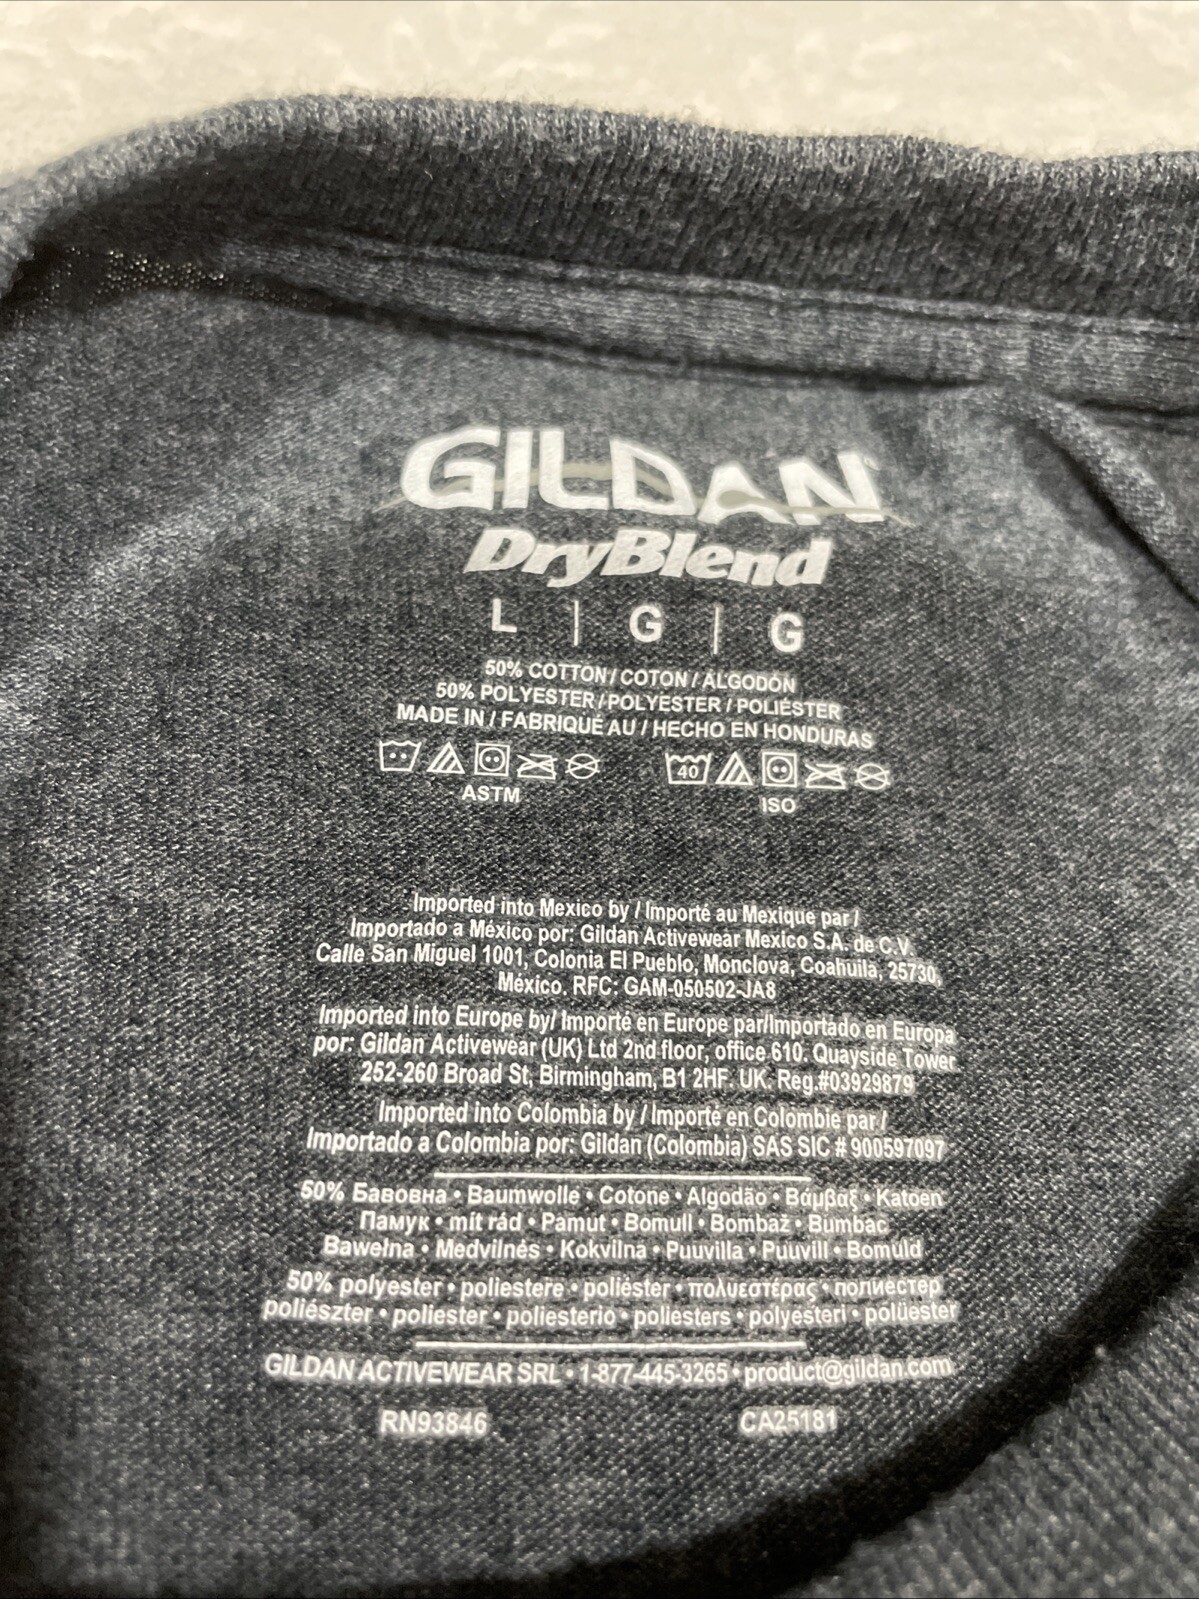 GILDAN
DryBlend
L | G | G
50% COTTON / COTON / ALGODÓN
50% POLYESTER / POLYESTER / POLIÉSTER
MADE IN / FABRIQUÉ AU / HECHO EN HONDURAS
40
ASTM ISO
Imported into Mexico by / Importé au Mexique par /
Importado a México por: Gildan Activewear Mexico S.A. de C.V.
Calle San Miguel 1001, Colonia El Pueblo, Monclova, Coahuila, 25730,
México. RFC: GAM-050502-JA8
Imported into Europe by/ Importé en Europe par/Importado en Europa
por: Gildan Activewear (UK) Ltd 2nd floor, office 610. Quayside Tower
252-260 Broad St, Birmingham, B1 2HF. UK. Reg.#03929879
Imported into Colombia by / Importé en Colombie par /
Importado a Colombia por: Gildan (Colombia) SAS SIC # 900597097
50% Бавовна • Baumwolle • Cotone • Algodão • Βάμβαξ • Katoen
Памук • mít rád • Pamut • Bomull • Bombaž • Bumbac
Bawełna • Medvilnės • Kokvilna • Puuvilla • Puuvill • Bomuld
50% polyester • poliestere • poliéster • πολυεστέρας • полиестер
poliészter • poliester • poliesterio • poliesters • polyesteri • polüester
GILDAN ACTIVEWEAR SRL • 1-877-445-3265 • product@gildan.com
RN93846 CA25181